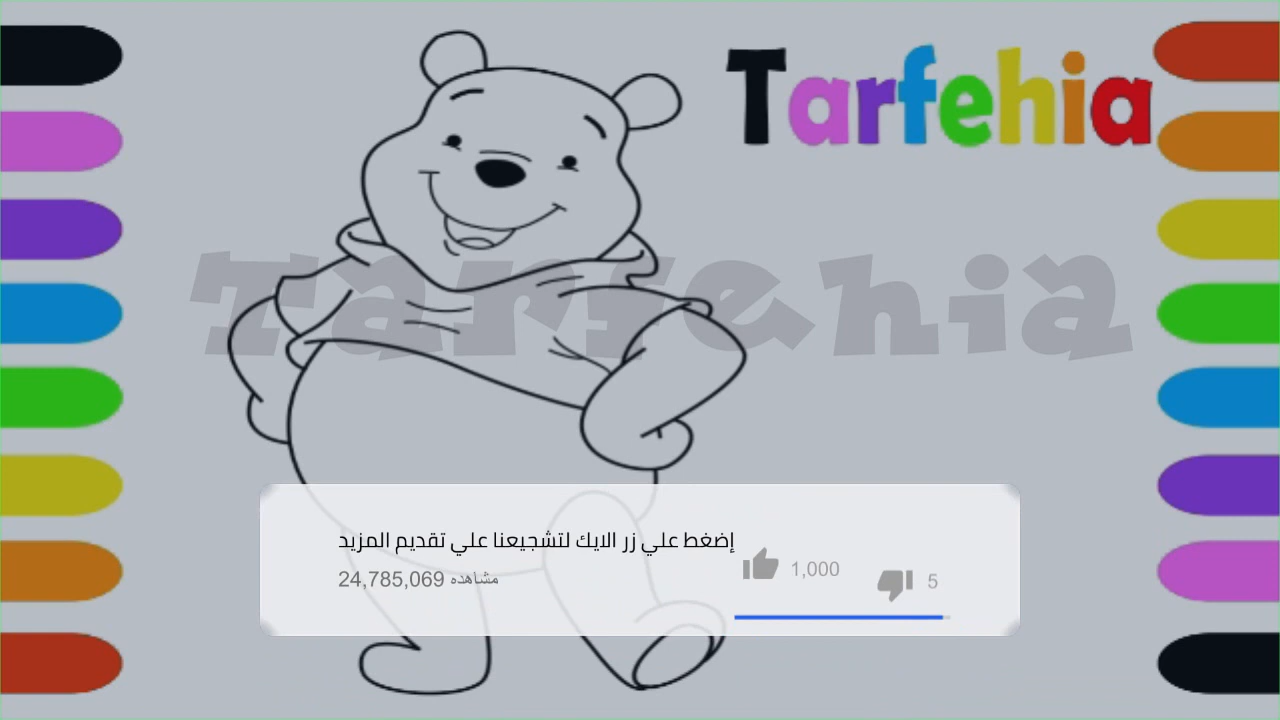 Tarfehia
Tarfehia
إضغط علي زر الايك لتشجيعنا علي تقديم المزيد
24,785,069 مشاهده
1,000
5